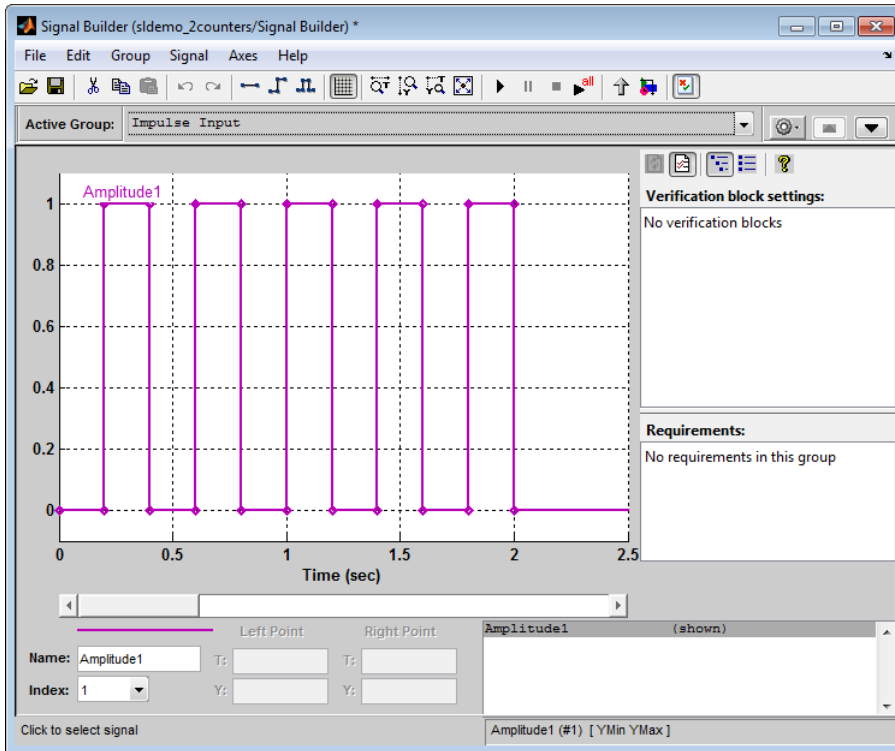 Signal Builder (sldemo_2counters/Signal Builder) *
File Edit Group Signal Axes Help
all
Active Group: Impulse Input
Verification block settings:
No verification blocks
Amplitude1
1
0.8
0.6
0.4
0.2
0
0 0.5 1 1.5 2 2.5
Time (sec)
Requirements:
No requirements in this group
Left Point Right Point
Name: Amplitude1 T: T:
Index: 1 Y: Y:
Amplitude1 (shown)
Click to select signal
Amplitude1 (#1) [ YMin YMax ]